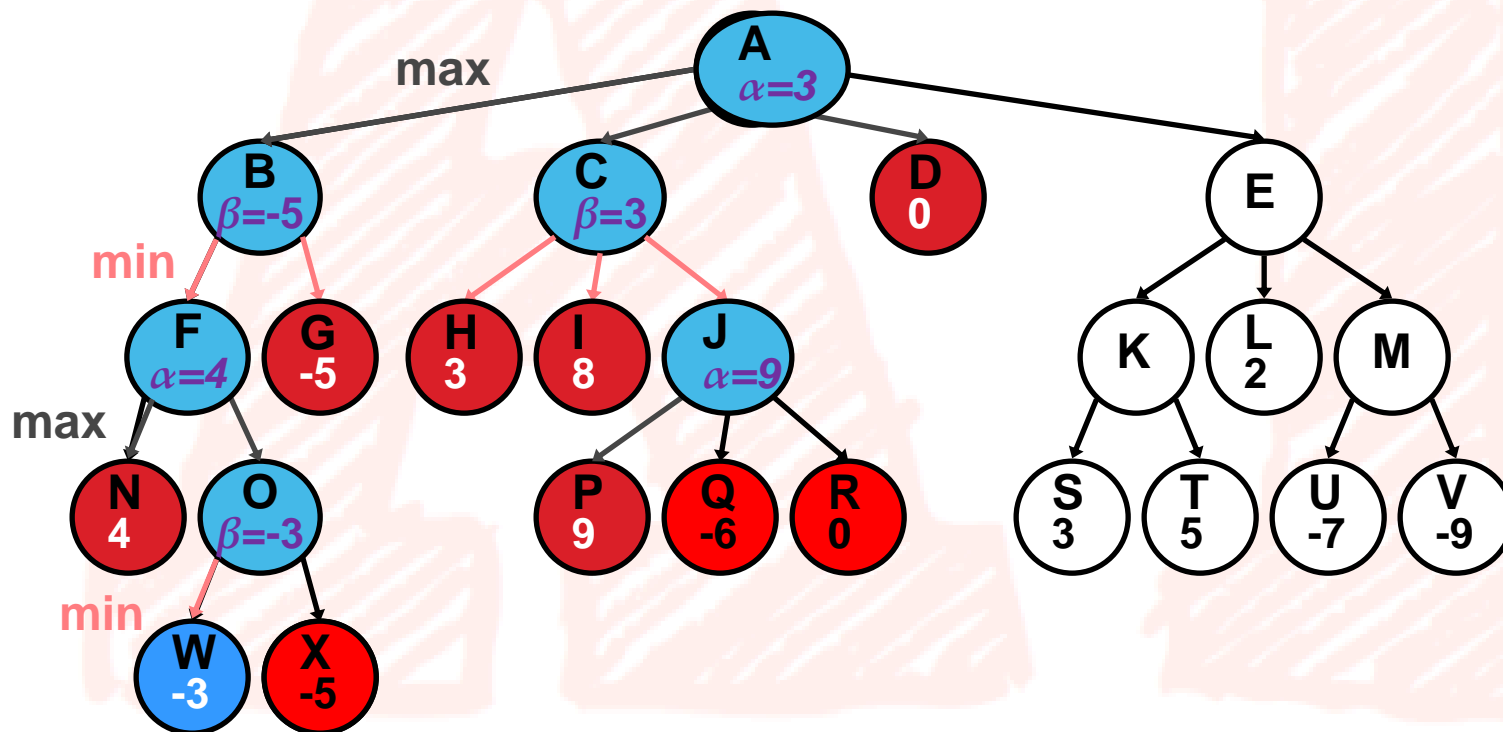 A
α=3
max
B
β=-5
C
β=3
D
0
E
min
F
α=4
G
-5
H
3
I
8
J
α=9
K
L
2
M
max
N
4
O
β=-3
P
9
Q
-6
R
0
S
3
T
5
U
-7
V
-9
min
W
-3
X
-5